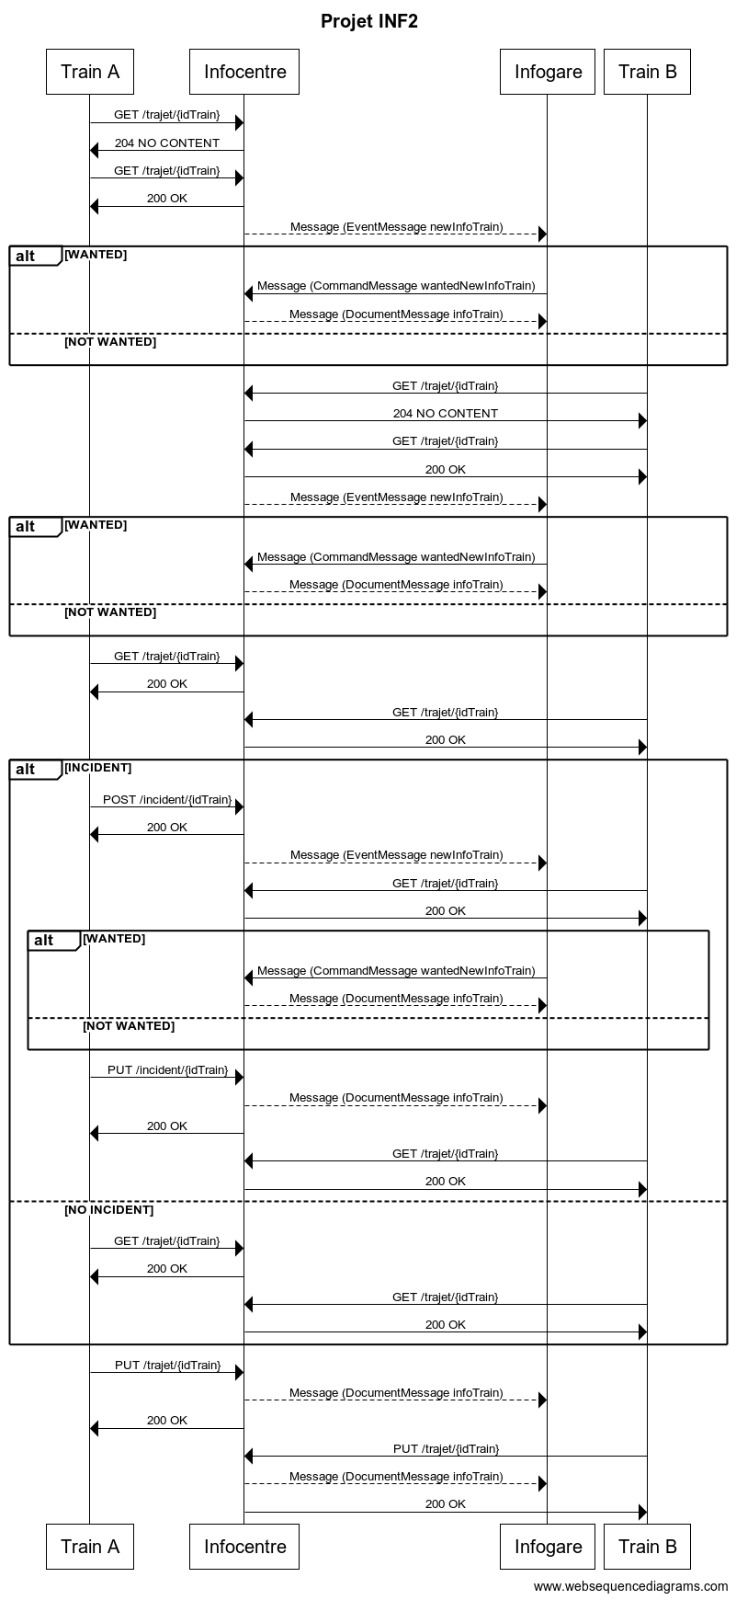 Projet INF2
Train A
Infocentre
Infogare
Train B
GET /trajet/{idTrain}
204 NO CONTENT
GET /trajet/{idTrain}
200 OK
Message (EventMessage newInfoTrain)
alt [WANTED]
Message (CommandMessage wantedNewInfoTrain)
Message (DocumentMessage infoTrain)
[NOT WANTED]
GET /trajet/{idTrain}
204 NO CONTENT
GET /trajet/{idTrain}
200 OK
Message (EventMessage newInfoTrain)
alt [WANTED]
Message (CommandMessage wantedNewInfoTrain)
Message (DocumentMessage infoTrain)
[NOT WANTED]
GET /trajet/{idTrain}
200 OK
GET /trajet/{idTrain}
200 OK
alt [INCIDENT]
POST /incident/{idTrain}
200 OK
Message (EventMessage newInfoTrain)
GET /trajet/{idTrain}
200 OK
alt [WANTED]
Message (CommandMessage wantedNewInfoTrain)
Message (DocumentMessage infoTrain)
[NOT WANTED]
PUT /incident/{idTrain}
Message (DocumentMessage infoTrain)
200 OK
GET /trajet/{idTrain}
200 OK
[NO INCIDENT]
GET /trajet/{idTrain}
200 OK
GET /trajet/{idTrain}
200 OK
PUT /trajet/{idTrain}
Message (DocumentMessage infoTrain)
200 OK
PUT /trajet/{idTrain}
Message (DocumentMessage infoTrain)
200 OK
Train A
Infocentre
Infogare
Train B
www.websequencediagrams.com